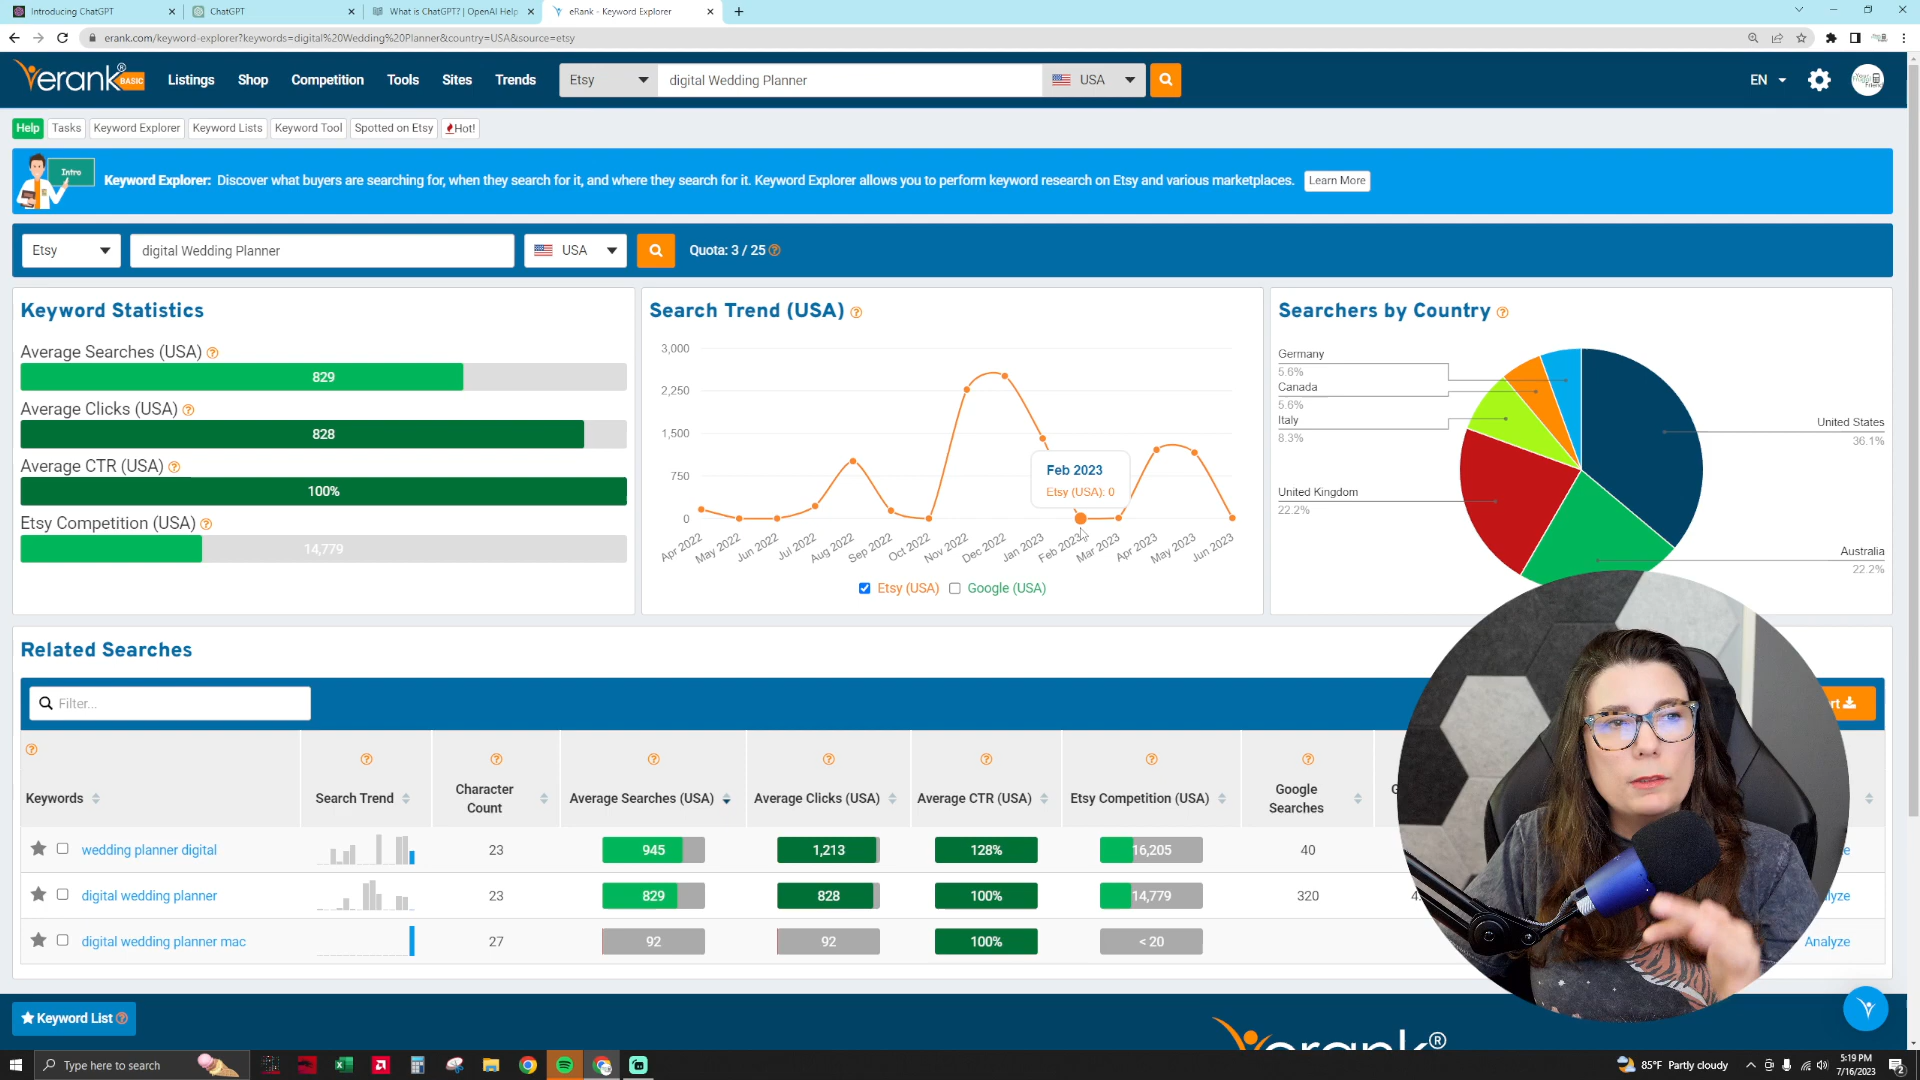 Introducing ChatGPT
ChatGPT
What is ChatGPT? | OpenAI Help
eRank - Keyword Explorer
erank.com/keyword-explorer?keywords=digital%20Wedding%20Planner&country=USA&source=etsy
erank® BASIC
Listings Shop Competition Tools Sites Trends
Etsy digital Wedding Planner USA
EN
Help Tasks Keyword Explorer Keyword Lists Keyword Tool Spotted on Etsy Hot!
Intro
Keyword Explorer: Discover what buyers are searching for, when they search for it, and where they search for it. Keyword Explorer allows you to perform keyword research on Etsy and various marketplaces. Learn More
Etsy digital Wedding Planner USA Quota: 3 / 25
Keyword Statistics
Average Searches (USA)
829
Average Clicks (USA)
828
Average CTR (USA)
100%
Etsy Competition (USA)
14,779
Search Trend (USA)
3,000
2,250
1,500
750
0
Feb 2023
Etsy (USA): 0
Apr 2022 May 2022 Jun 2022 Jul 2022 Aug 2022 Sep 2022 Oct 2022 Nov 2022 Dec 2022 Jan 2023 Feb 2023 Mar 2023 Apr 2023 May 2023 Jun 2023
Etsy (USA) Google (USA)
Searchers by Country
Germany
5.6%
Canada
5.6%
Italy
8.3%
United Kingdom
22.2%
United States
36.1%
Australia
22.2%
Related Searches
Filter...
Keywords Search Trend Character Count Average Searches (USA) Average Clicks (USA) Average CTR (USA) Etsy Competition (USA) Google Searches
wedding planner digital 23 945 1,213 128% 16,205 40
digital wedding planner 23 829 828 100% 14,779 320
digital wedding planner mac 27 92 92 100% < 20 Analyze
Keyword List
erank®
Type here to search
85°F Partly cloudy
5:19 PM
7/16/2023
2